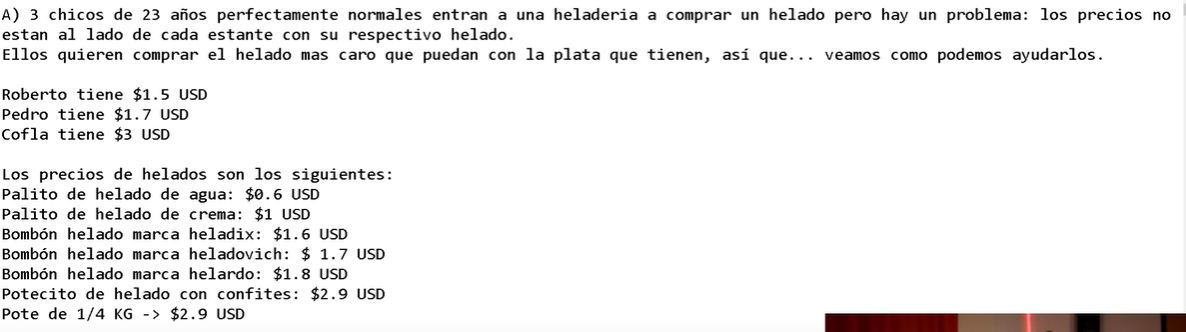 A) 3 chicos de 23 años perfectamente normales entran a una heladeria a comprar un helado pero hay un problema: los precios no
estan al lado de cada estante con su respectivo helado.
Ellos quieren comprar el helado mas caro que puedan con la plata que tienen, así que... veamos como podemos ayudarlos.
Roberto tiene $1.5 USD
Pedro tiene $1.7 USD
Cofla tiene $3 USD
Los precios de helados son los siguientes:
Palito de helado de agua: $0.6 USD
Palito de helado de crema: $1 USD
Bombón helado marca heladix: $1.6 USD
Bombón helado marca heladovich: $ 1.7 USD
Bombón helado marca helardo: $1.8 USD
Potecito de helado con confites: $2.9 USD
Pote de 1/4 KG -> $2.9 USD